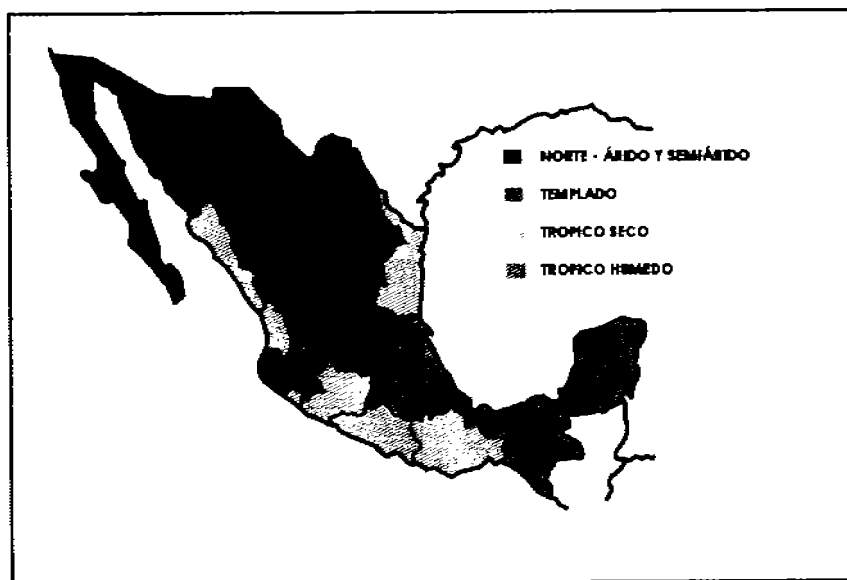 NORTE - ÁRIDO Y SEMIÁRIDO
TEMPLADO
TROPICO SECO
TROPICO HUMEDO